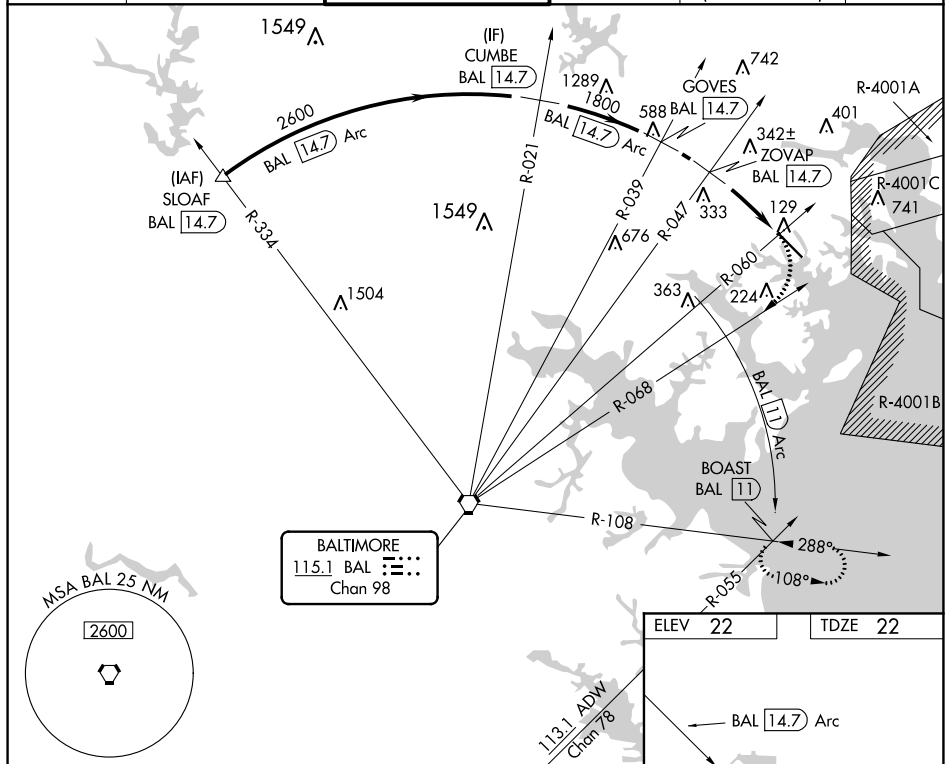 1549
(IF)
CUMBE
BAL 14.7
1289
742
GOVES
BAL 14.7
R-4001A
2600
BAL 14.7 Arc
1800
BAL 14.7 Arc
588
401
342±
ZOVAP
BAL 14.7
(IAF)
SLOAF
BAL 14.7
R-334
R-021
R-039
R-047
333
R-4001C
741
129
1549
676
R-060
1504
363
224
R-068
BAL 11 Arc
R-4001B
BOAST
BAL 11
R-108
288°
108°
R-055
BALTIMORE
115.1 BAL
Chan 98
MSA BAL 25 NM
2600
113.1 ADW
Chan 78
ELEV 22
TDZE 22
BAL 14.7 Arc